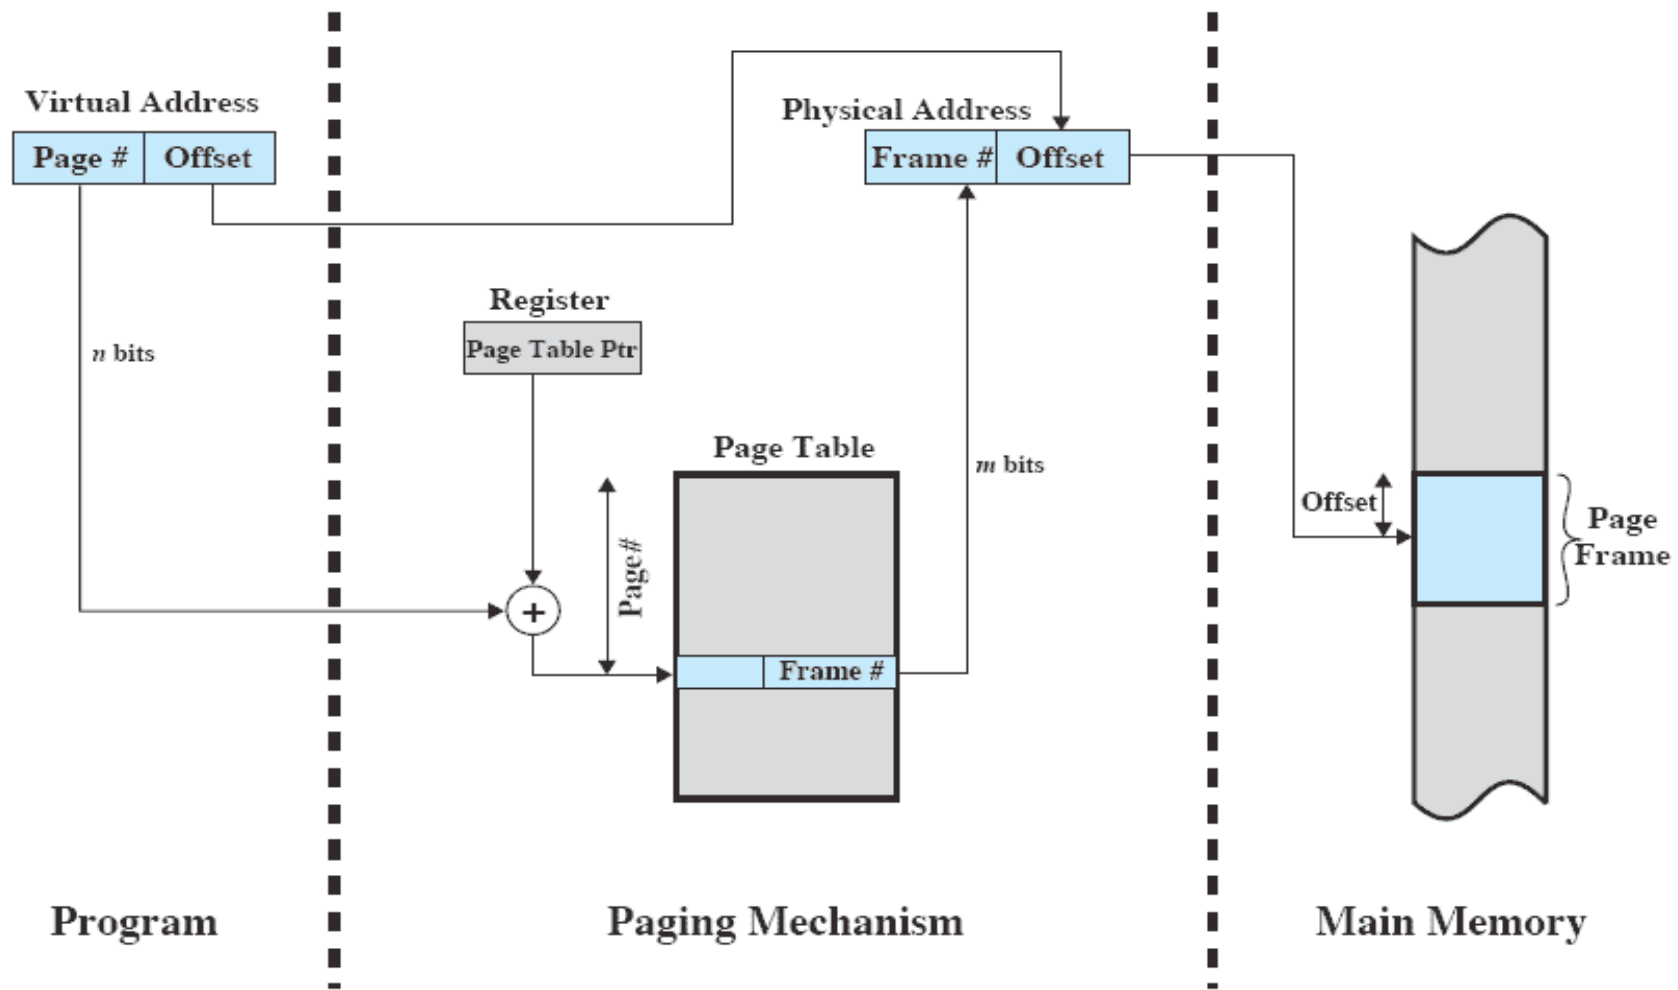 Virtual Address
Page #
Offset
Physical Address
Frame #
Offset
n bits
Register
Page Table Ptr
Page Table
m bits
Page#
+
Frame #
Offset
Page
Frame
Program
Paging Mechanism
Main Memory